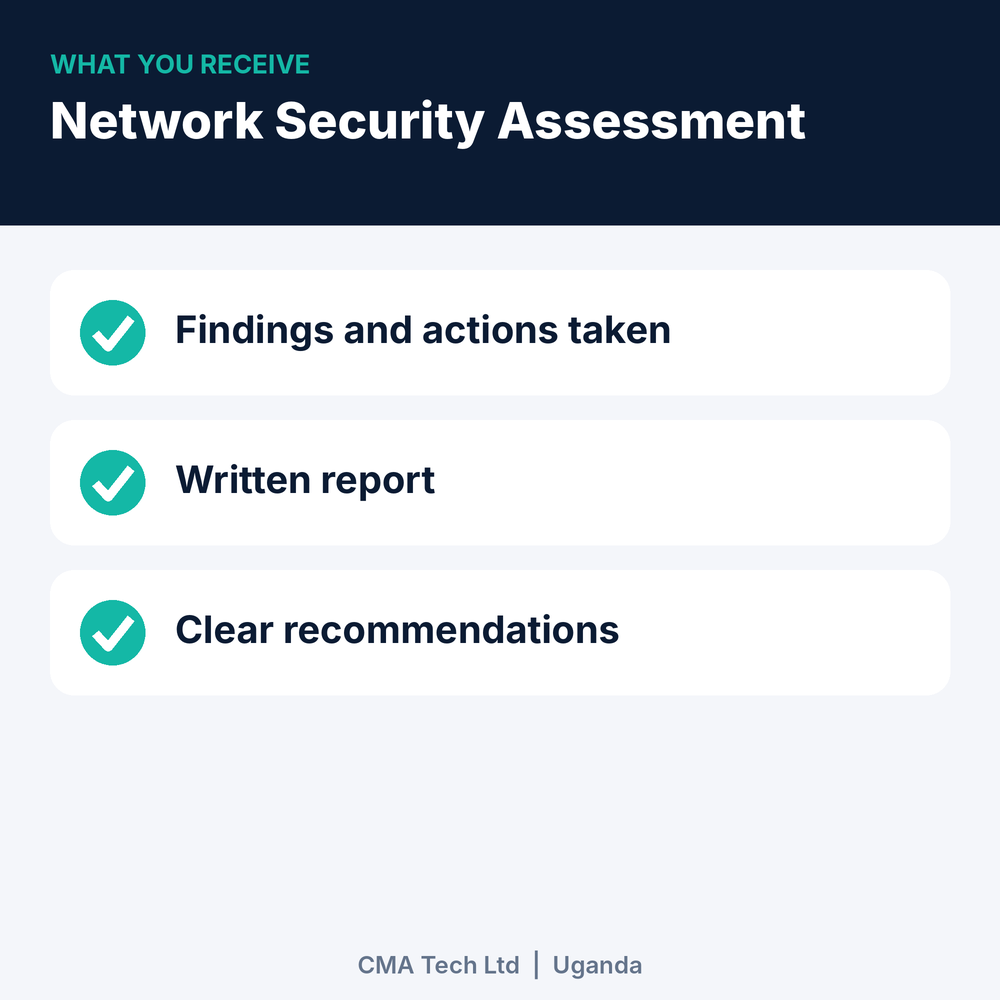 WHAT YOU RECEIVE
Network Security Assessment
Findings and actions taken
Written report
Clear recommendations
CMA Tech Ltd | Uganda